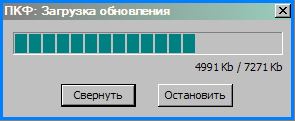 ПКФ: Загрузка обновления
4991 Kb / 7271 Kb
Свернуть
Остановить